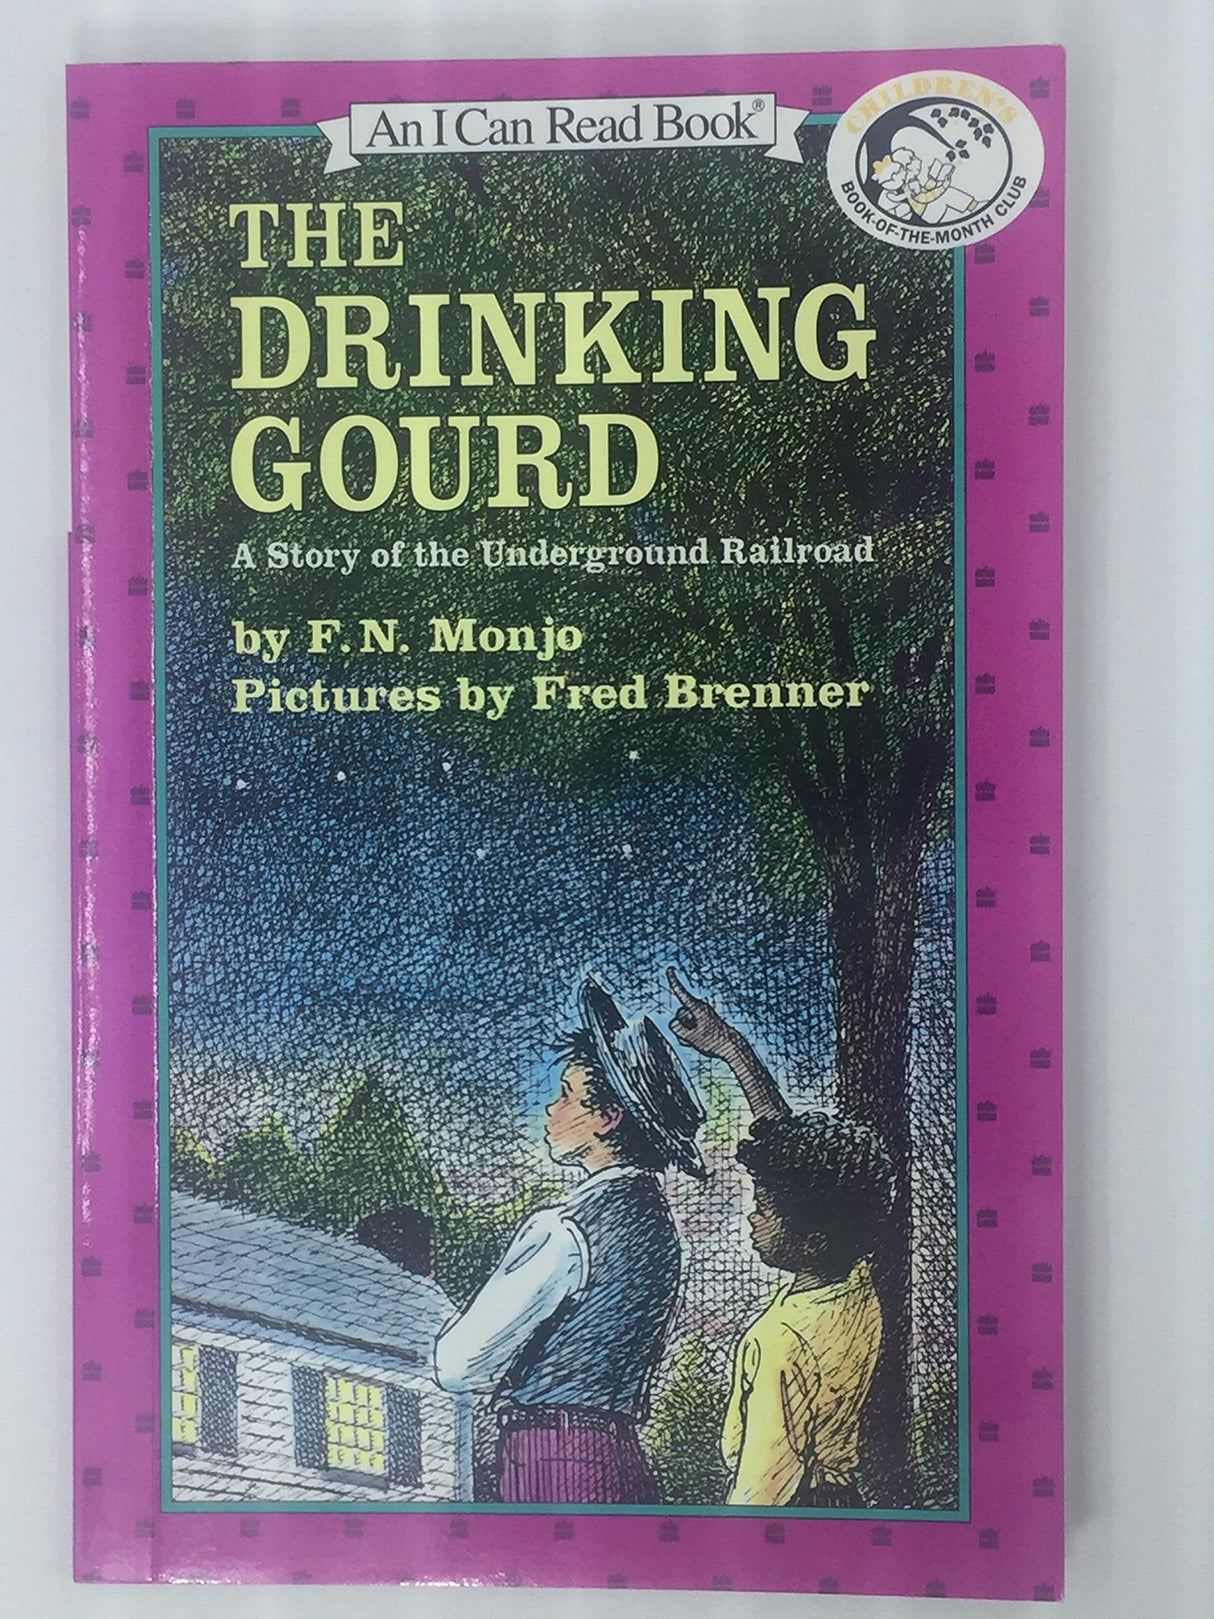 An I Can Read Book®
CHILDREN'S
BOOK-OF-THE-MONTH CLUB
THE
DRINKING
GOURD
A Story of the Underground Railroad
by F. N. Monjo
Pictures by Fred Brenner